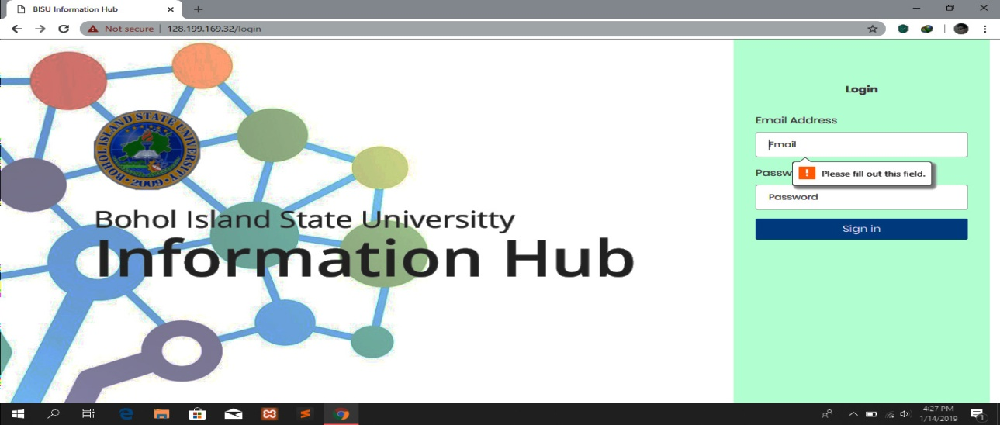 BISU Information Hub
Not secure | 128.199.169.32/login
BOHOL ISLAND STATE UNIVERSITY
2009
Bohol Island State Universitty
Information Hub
Login
Email Address
Email
Passw
Please fill out this field.
Password
Sign in
4:27 PM
1/14/2019
1